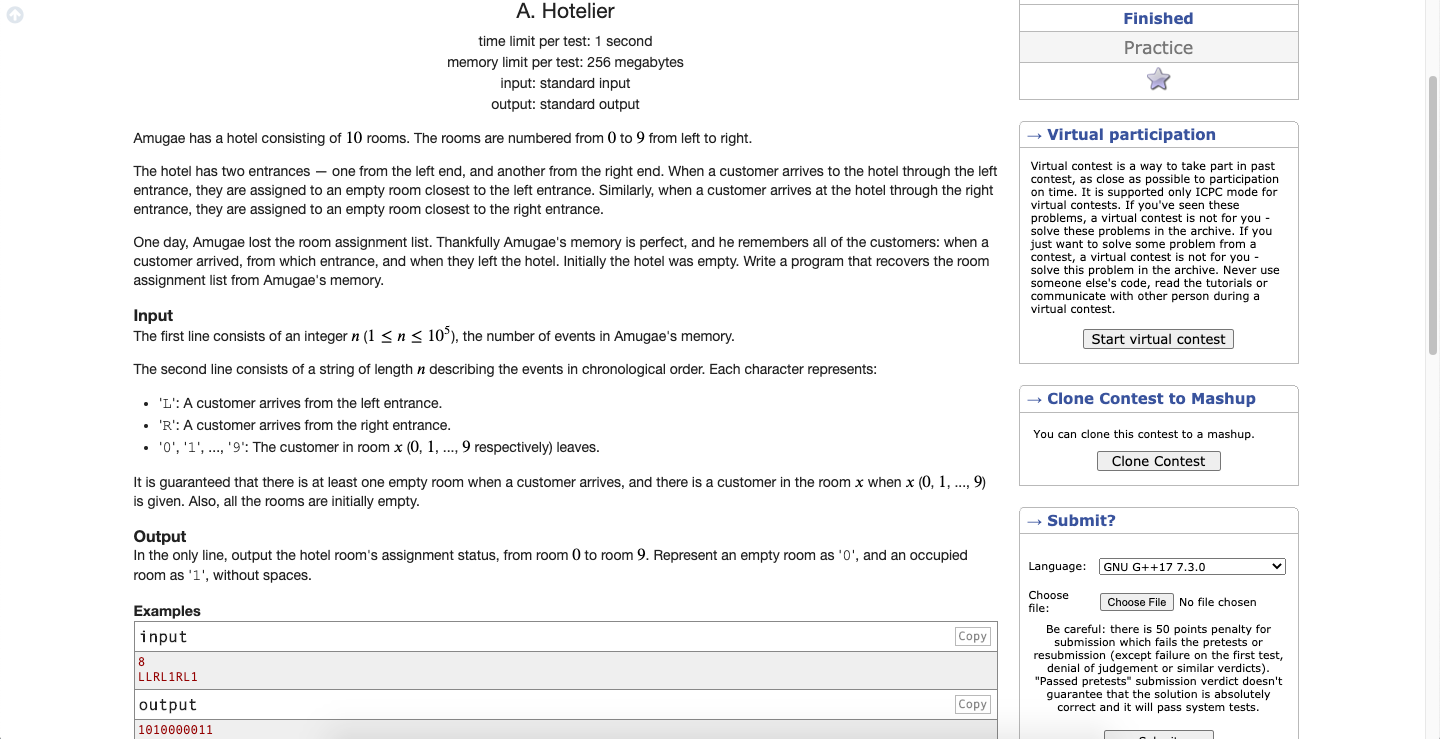 A. Hotelier
time limit per test: 1 second
memory limit per test: 256 megabytes
input: standard input
output: standard output
Amugae has a hotel consisting of 10 rooms. The rooms are numbered from 0 to 9 from left to right.
The hotel has two entrances — one from the left end, and another from the right end. When a customer arrives to the hotel through the left
entrance, they are assigned to an empty room closest to the left entrance. Similarly, when a customer arrives at the hotel through the right
entrance, they are assigned to an empty room closest to the right entrance.
One day, Amugae lost the room assignment list. Thankfully Amugae's memory is perfect, and he remembers all of the customers: when a
customer arrived, from which entrance, and when they left the hotel. Initially the hotel was empty. Write a program that recovers the room
assignment list from Amugae's memory.
Input
The first line consists of an integer n (1 ≤ n ≤ 10⁵), the number of events in Amugae's memory.
The second line consists of a string of length n describing the events in chronological order. Each character represents:
• 'L': A customer arrives from the left entrance.
• 'R': A customer arrives from the right entrance.
• '0', '1', ..., '9': The customer in room x (0, 1, ..., 9 respectively) leaves.
It is guaranteed that there is at least one empty room when a customer arrives, and there is a customer in the room x when x (0, 1, ..., 9)
is given. Also, all the rooms are initially empty.
Output
In the only line, output the hotel room's assignment status, from room 0 to room 9. Represent an empty room as '0', and an occupied
room as '1', without spaces.
Examples
input
Copy
8
LLRL1RL1
output
Copy
1010000011
Finished
Practice
→ Virtual participation
Virtual contest is a way to take part in past
contest, as close as possible to participation
on time. It is supported only ICPC mode for
virtual contests. If you've seen these
problems, a virtual contest is not for you -
solve these problems in the archive. If you
just want to solve some problem from a
contest, a virtual contest is not for you -
solve this problem in the archive. Never use
someone else's code, read the tutorials or
communicate with other person during a
virtual contest.
Start virtual contest
→ Clone Contest to Mashup
You can clone this contest to a mashup.
Clone Contest
→ Submit?
Language: GNU G++17 7.3.0
Choose
file:
Choose File No file chosen
Be careful: there is 50 points penalty for
submission which fails the pretests or
resubmission (except failure on the first test,
denial of judgement or similar verdicts).
"Passed pretests" submission verdict doesn't
guarantee that the solution is absolutely
correct and it will pass system tests.